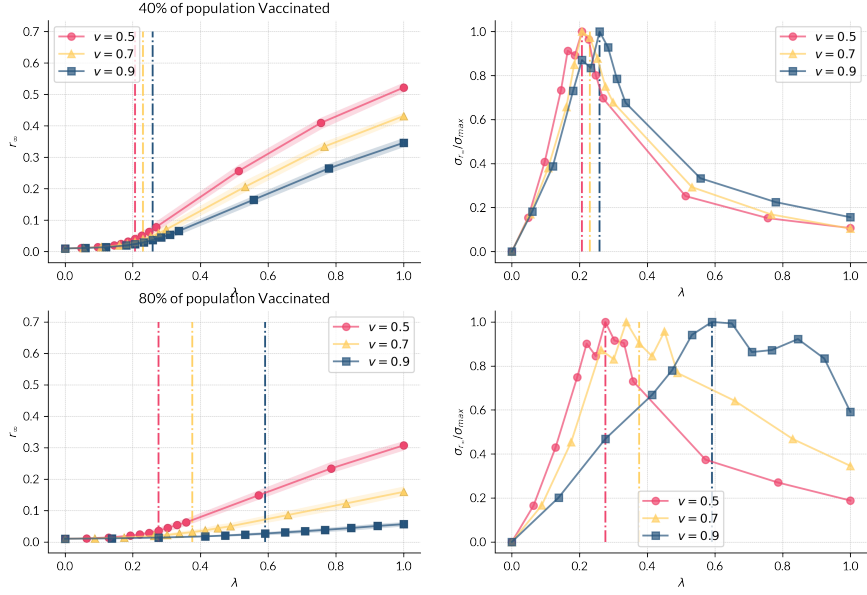 40% of population Vaccinated
0.7
0.6
0.5
0.4
0.3
0.2
0.1
0.0
r∞
v = 0.5
v = 0.7
v = 0.9
0.0 0.2 0.4 0.6 0.8 1.0
λ
1.0
0.8
0.6
0.4
0.2
0.0
σr∞/σmax
v = 0.5
v = 0.7
v = 0.9
0.0 0.2 0.4 0.6 0.8 1.0
λ
80% of population Vaccinated
0.7
0.6
0.5
0.4
0.3
0.2
0.1
0.0
r∞
v = 0.5
v = 0.7
v = 0.9
0.0 0.2 0.4 0.6 0.8 1.0
λ
1.0
0.8
0.6
0.4
0.2
0.0
σr∞/σmax
v = 0.5
v = 0.7
v = 0.9
0.0 0.2 0.4 0.6 0.8 1.0
λ